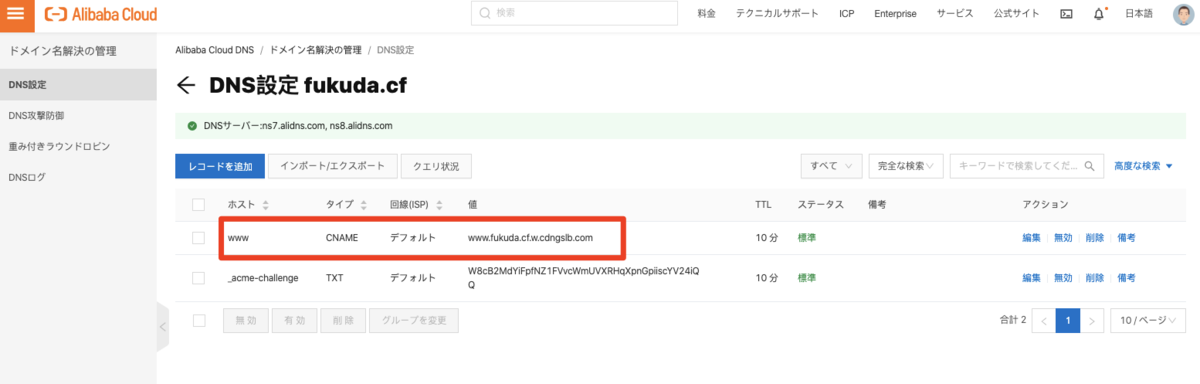 Alibaba Cloud
検索
料金 テクニカルサポート ICP Enterprise サービス 公式サイト 日本語
ドメイン名解決の管理
DNS設定
DNS攻撃防御
重み付きラウンドロビン
DNSログ
Alibaba Cloud DNS / ドメイン名解決の管理 / DNS設定
DNS設定 fukuda.cf
DNSサーバー:ns7.alidns.com, ns8.alidns.com
レコードを追加 インポート/エクスポート クエリ状況 すべて 完全な検索 キーワードで検索してくだ... 高度な検索
ホスト タイプ 回線(ISP) 値 TTL ステータス 備考 アクション
www CNAME デフォルト www.fukuda.cf.w.cdngslb.com 10 分 標準 編集 無効 削除 備考
_acme-challenge TXT デフォルト W8cB2MdYiFpfNZ1FVvcWmUVXRHqXpnGpiiscYV24iQ 10 分 標準 編集 無効 削除 備考
Q
無 効 有 効 削 除 グループを変更 合計 2 < 1 > 10 / ページ